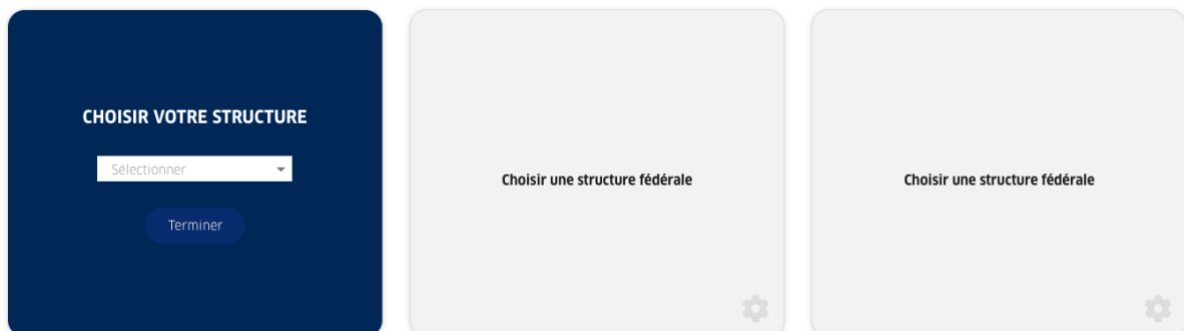 CHOISIR VOTRE STRUCTURE
Sélectionner
Terminer
Choisir une structure fédérale
Choisir une structure fédérale